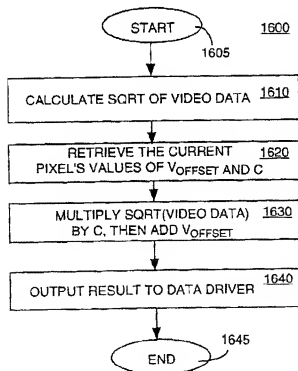 START
1600
1605
CALCULATE SQRT OF VIDEO DATA
1610
RETRIEVE THE CURRENT
1620
PIXEL'S VALUES OF VOFFSET AND C
MULTIPLY SQRT(VIDEO DATA)
1630
BY C, THEN ADD VOFFSET
1640
OUTPUT RESULT TO DATA DRIVER
1645
END